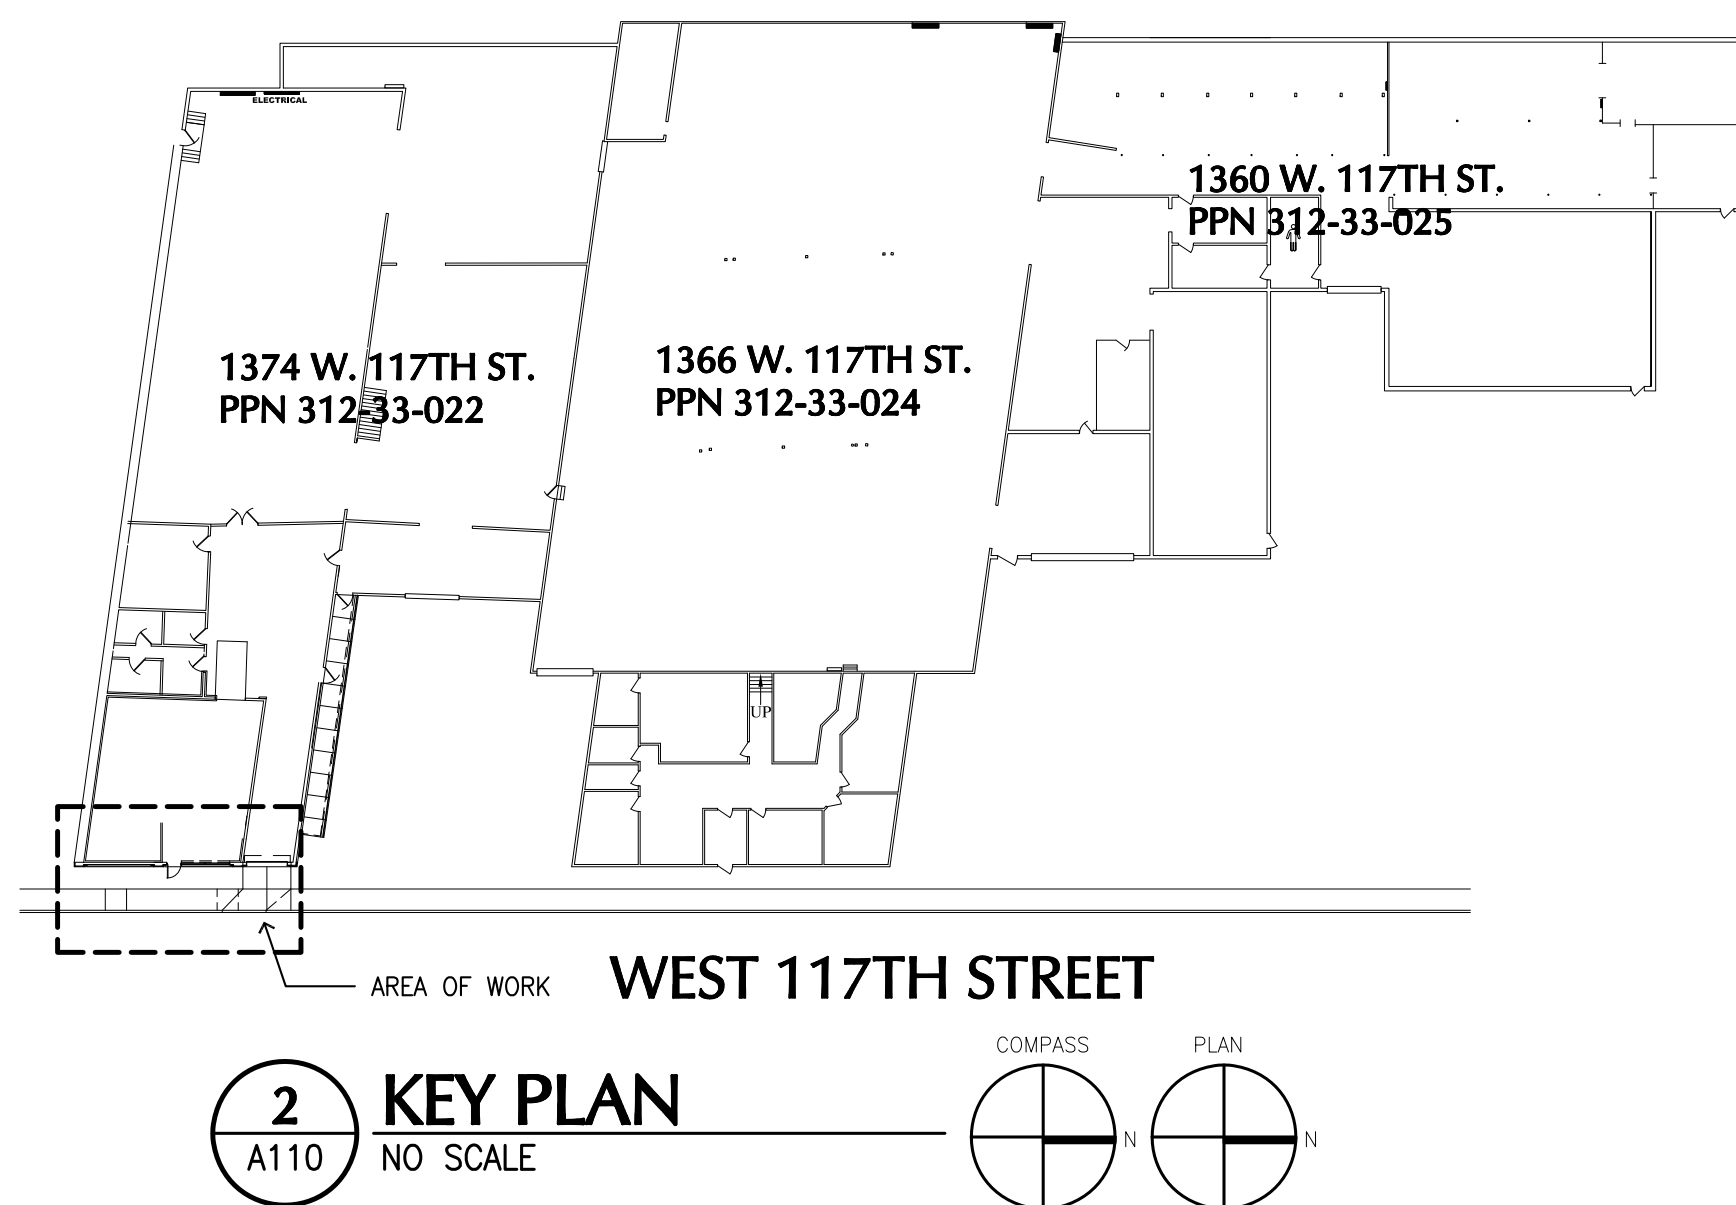 ELECTRICAL
1360 W. 117TH ST.
PPN 312-33-025
1374 W. 117TH ST.
PPN 312-33-022
1366 W. 117TH ST.
PPN 312-33-024
UP
AREA OF WORK
WEST 117TH STREET
COMPASS
PLAN
2
A110
KEY PLAN
NO SCALE
N
N